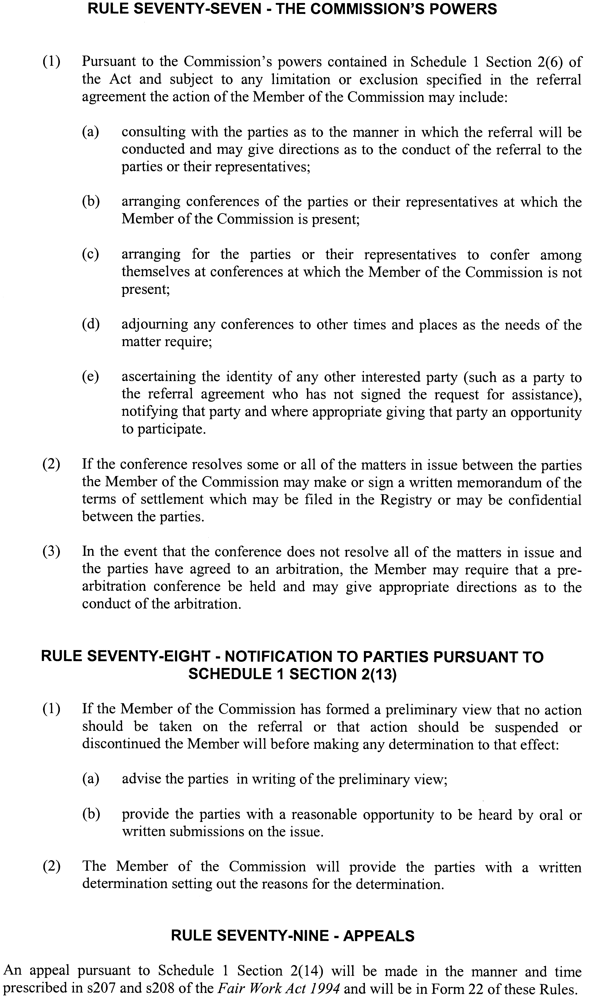 RULE SEVENTY-SEVEN - THE COMMISSION'S POWERS
(1) Pursuant to the Commission's powers contained in Schedule 1 Section 2(6) of
the Act and subject to any limitation or exclusion specified in the referral
agreement the action of the Member of the Commission may include:
(a) consulting with the parties as to the manner in which the referral will be
conducted and may give directions as to the conduct of the referral to the
parties or their representatives;
(b) arranging conferences of the parties or their representatives at which the
Member of the Commission is present;
(c) arranging for the parties or their representatives to confer among
themselves at conferences at which the Member of the Commission is not
present;
(d) adjourning any conferences to other times and places as the needs of the
matter require;
(e) ascertaining the identity of any other interested party (such as a party to
the referral agreement who has not signed the request for assistance),
notifying that party and where appropriate giving that party an opportunity
to participate.
(2) If the conference resolves some or all of the matters in issue between the parties
the Member of the Commission may make or sign a written memorandum of the
terms of settlement which may be filed in the Registry or may be confidential
between the parties.
(3) In the event that the conference does not resolve all of the matters in issue and
the parties have agreed to an arbitration, the Member may require that a pre-
arbitration conference be held and may give appropriate directions as to the
conduct of the arbitration.
RULE SEVENTY-EIGHT - NOTIFICATION TO PARTIES PURSUANT TO
SCHEDULE 1 SECTION 2(13)
(1) If the Member of the Commission has formed a preliminary view that no action
should be taken on the referral or that action should be suspended or
discontinued the Member will before making any determination to that effect:
(a) advise the parties in writing of the preliminary view;
(b) provide the parties with a reasonable opportunity to be heard by oral or
written submissions on the issue.
(2) The Member of the Commission will provide the parties with a written
determination setting out the reasons for the determination.
RULE SEVENTY-NINE - APPEALS
An appeal pursuant to Schedule 1 Section 2(14) will be made in the manner and time
prescribed in s207 and s208 of the Fair Work Act 1994 and will be in Form 22 of these Rules.